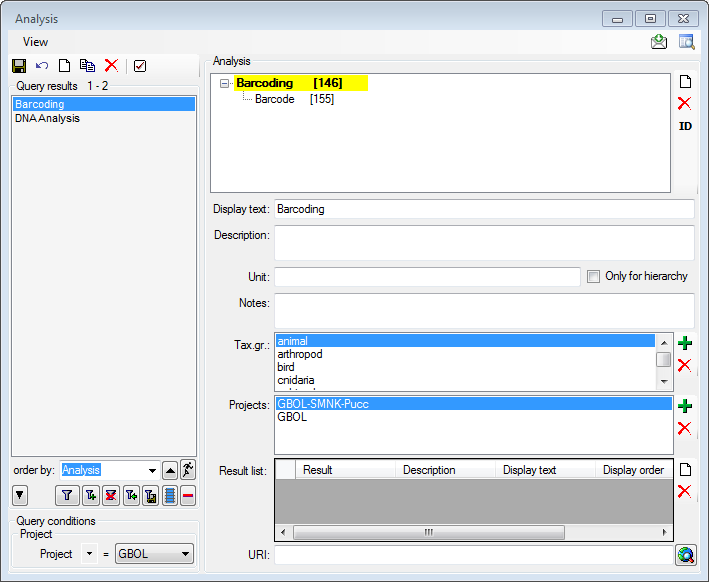 Analysis
View
Query results 1 - 2
Barcoding
DNA Analysis
order by: Analysis
Query conditions
Project
Project = GBOL
Analysis
Barcoding [146]
Barcode [155]
ID
Display text: Barcoding
Description:
Unit: Only for hierarchy
Notes:
Tax.gr.: animal
arthropod
bird
cnidaria
Projects: GBOL-SMNK-Pucc
GBOL
Result list: Result Description Display text Display order
URI: